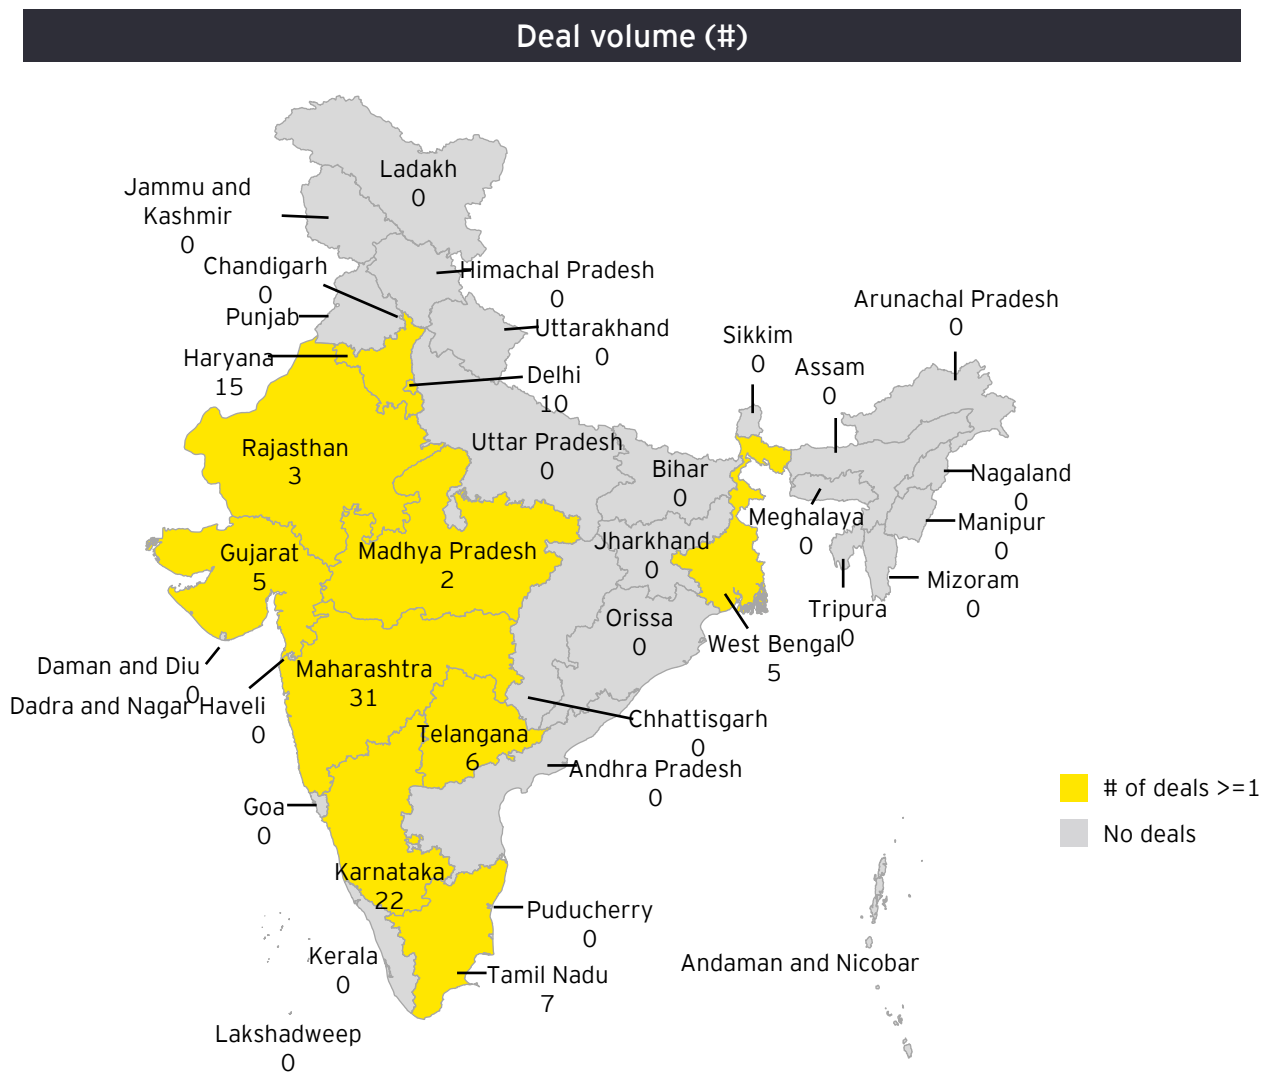 Deal volume (#)
Ladakh
0
Jammu and
Kashmir
0
Chandigarh
0
Himachal Pradesh
0
Punjab
Uttarakhand
0
Haryana
15
Delhi
10
Arunachal Pradesh
0
Sikkim
0
Assam
0
Rajasthan
3
Uttar Pradesh
0
Bihar
0
Nagaland
0
Meghalaya
0
Manipur
0
Gujarat
5
Madhya Pradesh
2
Jharkhand
0
Mizoram
0
Tripura
0
Orissa
0
West Bengal
5
Daman and Diu
0
Dadra and Nagar Haveli
0
Maharashtra
31
Chhattisgarh
0
Telangana
6
Andhra Pradesh
0
Goa
0
# of deals >=1
No deals
Karnataka
22
Puducherry
0
Kerala
0
Tamil Nadu
7
Andaman and Nicobar
Lakshadweep
0